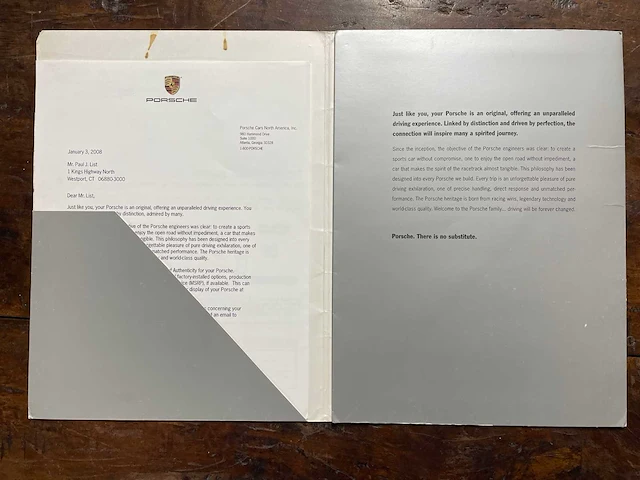 PORSCHE
Porsche Cars North America, Inc.
980 Hammond Drive
Suite 1000
Atlanta, Georgia 30328
1-800-PORSCHE
January 3, 2008
Mr. Paul J. List
1 Kings Highway North
Westport, CT 06880-3000
Dear Mr. List,
Just like you, your Porsche is an original, offering an unparalleled driving experience. You
by distinction, admired by many.
tive of the Porsche engineers was clear: to create a sports
enjoy the open road without impediment, a car that makes
tangible. This philosophy has been designed into every
forgettable pleasure of pure driving exhilaration, one of
unmatched performance. The Porsche heritage is
and world-class quality.
of Authenticity for your Porsche.
factory-installed options, production
(MSRP), if available. This can
display of your Porsche at
concerning your
an email to
Just like you, your Porsche is an original, offering an unparalleled
driving experience. Linked by distinction and driven by perfection, the
connection will inspire many a spirited journey.
Since the inception, the objective of the Porsche engineers was clear; to create a
sports car without compromise, one to enjoy the open road without impediment, a
car that makes the spirit of the racetrack almost tangible. This philosophy has been
designed into every Porsche we build. Every trip is an unforgettable pleasure of pure
driving exhilaration, one of precise handling, direct response and unmatched per-
formance. The Porsche heritage is born from racing wins, legendary technology and
world-class quality. Welcome to the Porsche family... driving will be forever changed.
Porsche. There is no substitute.